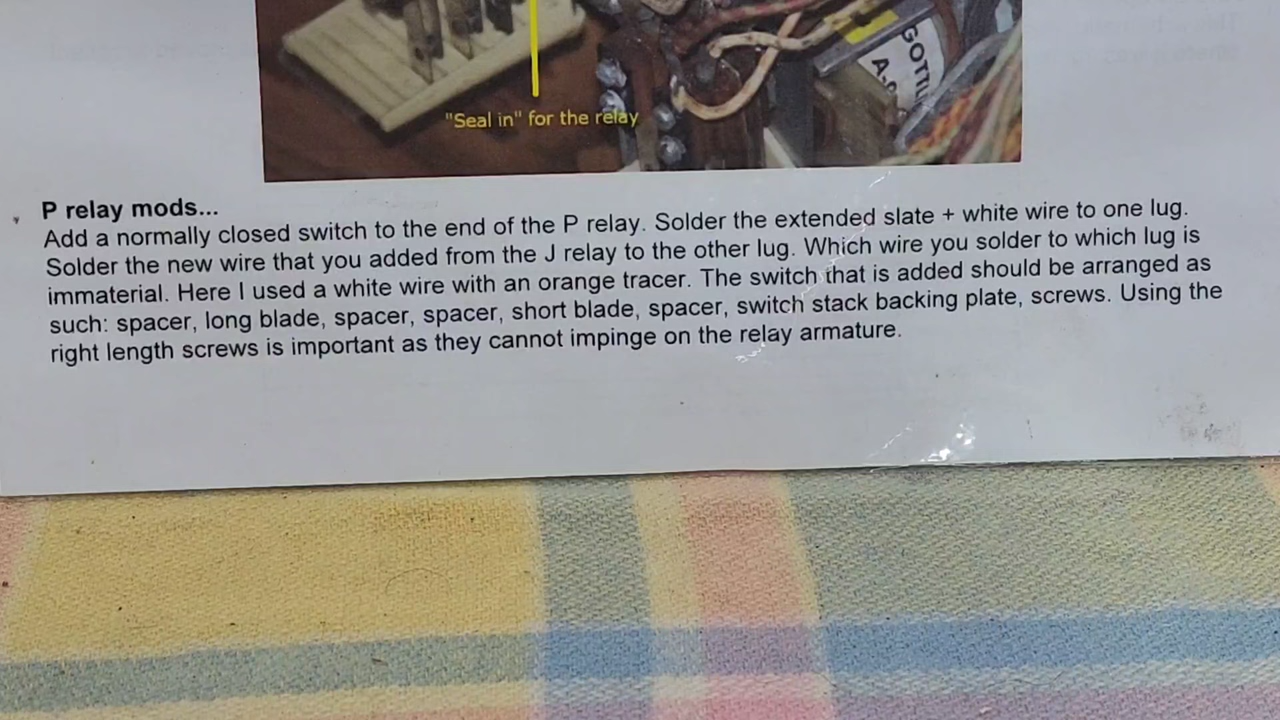 GOTTL
A-
"Seal in" for the relay
P relay mods...
Add a normally closed switch to the end of the P relay. Solder the extended slate + white wire to one lug.
Solder the new wire that you added from the J relay to the other lug. Which wire you solder to which lug is
immaterial. Here I used a white wire with an orange tracer. The switch that is added should be arranged as
such: spacer, long blade, spacer, spacer, short blade, spacer, switch stack backing plate, screws. Using the
right length screws is important as they cannot impinge on the relay armature.